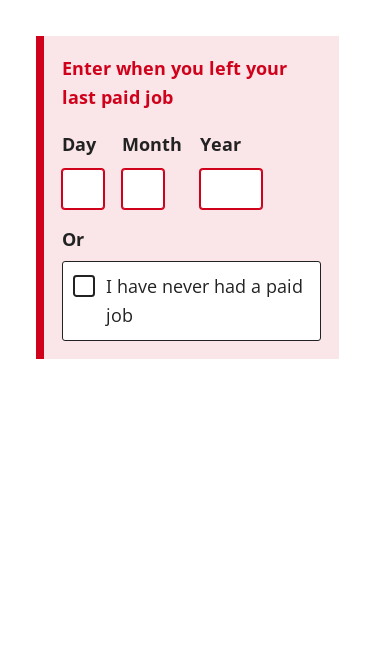 Enter when you left your
last paid job
Day Month Year
Or
I have never had a paid
job